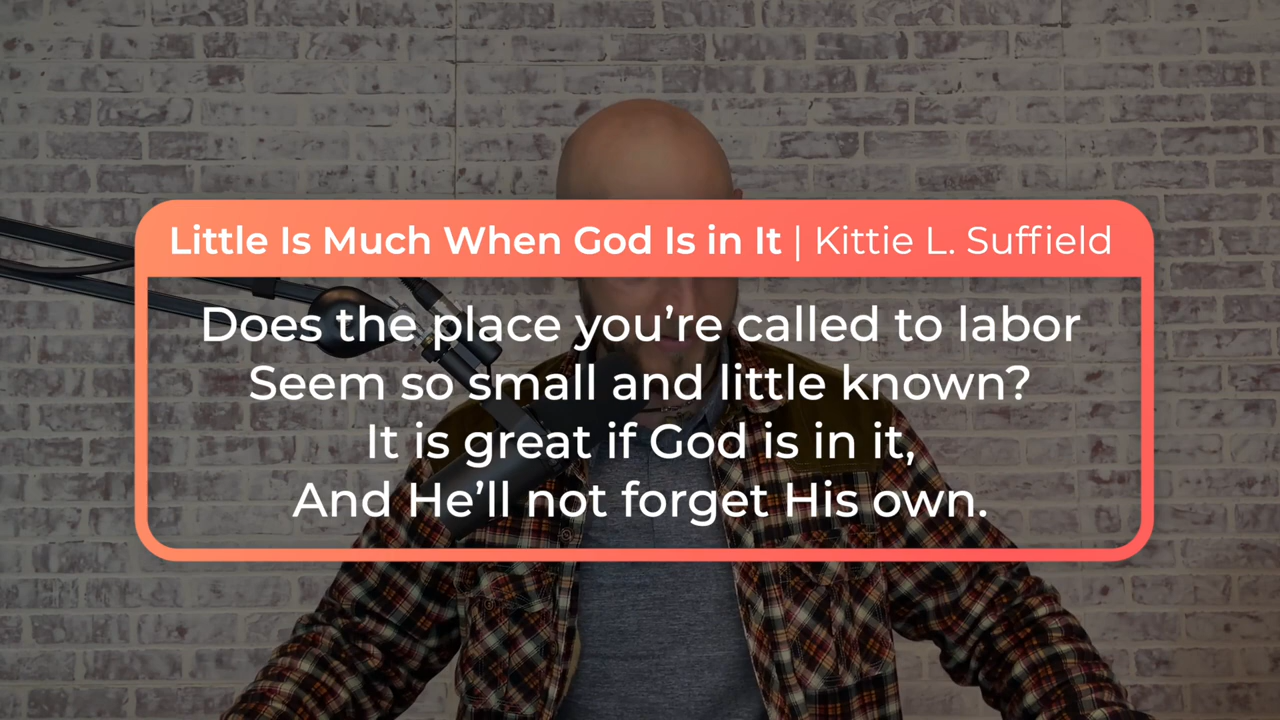 Little Is Much When God Is in It | Kittie L. Suffield
Does the place you’re called to labor
Seem so small and little known?
It is great if God is in it,
And He’ll not forget His own.